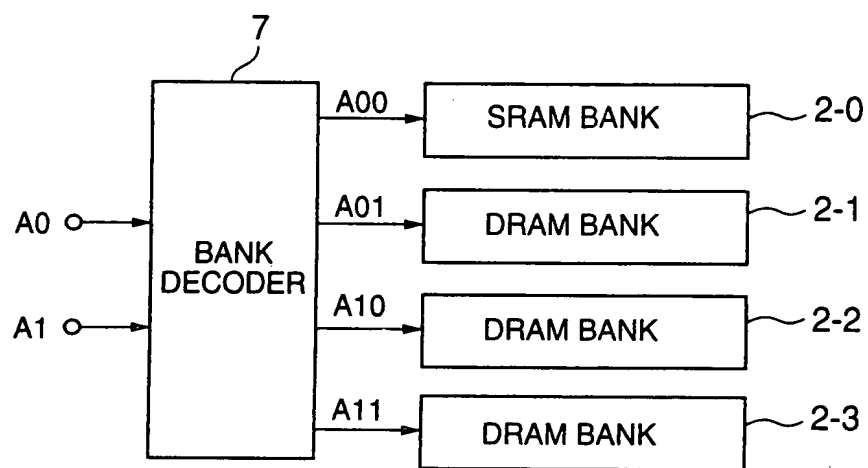 7
A00
SRAM BANK
2-0
A0
A01
DRAM BANK
2-1
BANK
DECODER
A1
A10
DRAM BANK
2-2
A11
DRAM BANK
2-3